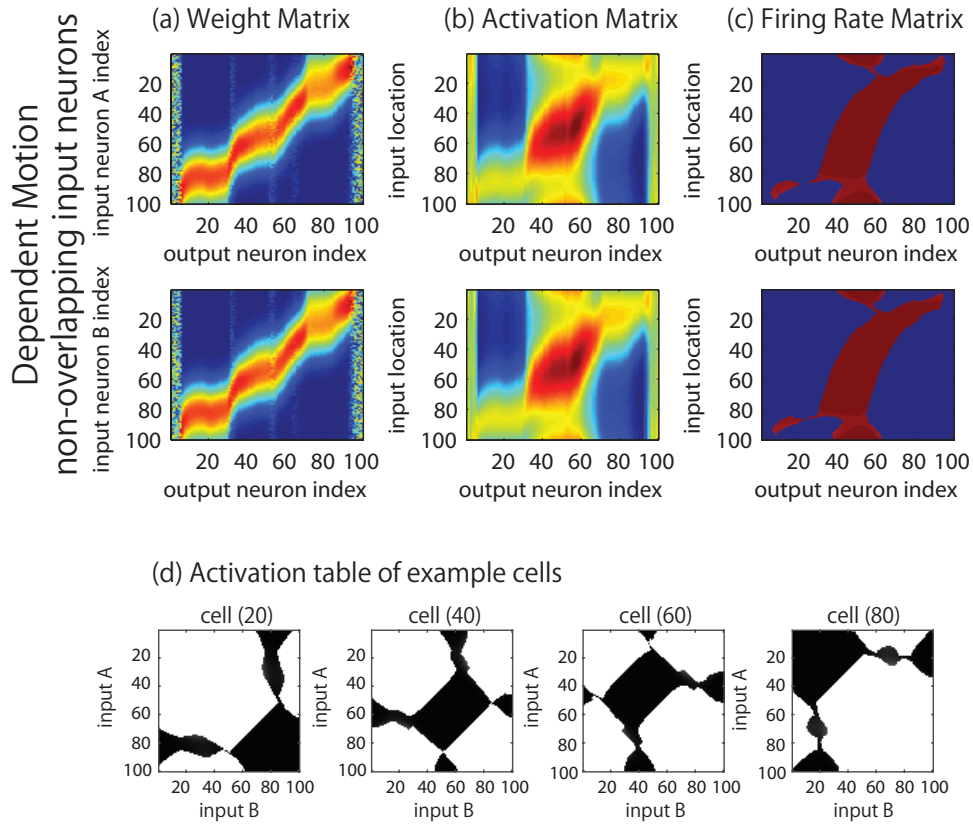 (a) Weight Matrix
(b) Activation Matrix
(c) Firing Rate Matrix
Dependent Motion
non-overlapping input neurons
input neuron A index
20
40
60
80
100
20 40 60 80 100
output neuron index
input location
20
40
60
80
100
20 40 60 80 100
output neuron index
input location
20
40
60
80
100
20 40 60 80 100
output neuron index
input neuron B index
20
40
60
80
100
20 40 60 80 100
output neuron index
input location
20
40
60
80
100
20 40 60 80 100
output neuron index
input location
20
40
60
80
100
20 40 60 80 100
output neuron index
(d) Activation table of example cells
cell (20)
input A
20
40
60
80
100
20 40 60 80 100
input B
cell (40)
input A
20
40
60
80
100
20 40 60 80 100
input B
cell (60)
input A
20
40
60
80
100
20 40 60 80 100
input B
cell (80)
input A
20
40
60
80
100
20 40 60 80 100
input B